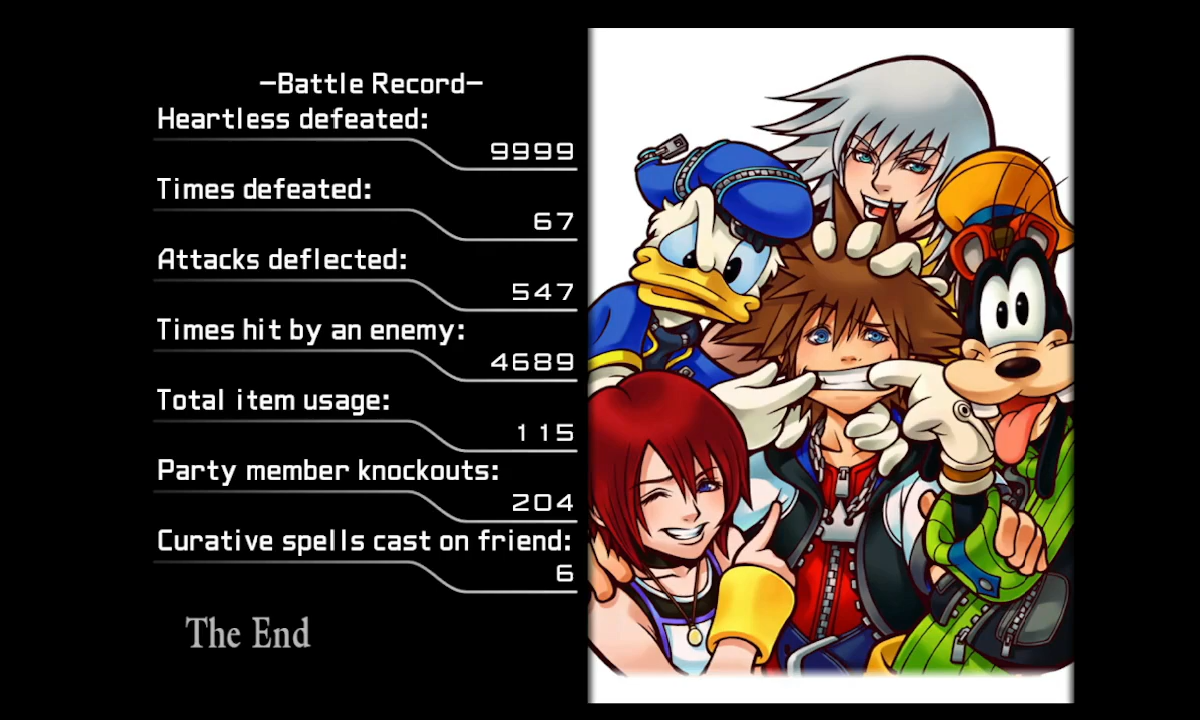 –Battle Record–
Heartless defeated:
9999
Times defeated:
67
Attacks deflected:
547
Times hit by an enemy:
4689
Total item usage:
115
Party member knockouts:
204
Curative spells cast on friend:
6
The End